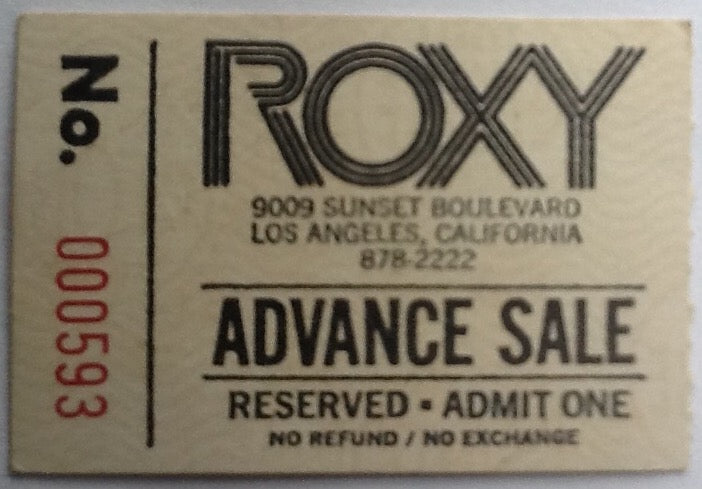 No. 000593
ROXY
9009 SUNSET BOULEVARD
LOS ANGELES, CALIFORNIA
878-2222
ADVANCE SALE
RESERVED ▪ ADMIT ONE
NO REFUND / NO EXCHANGE